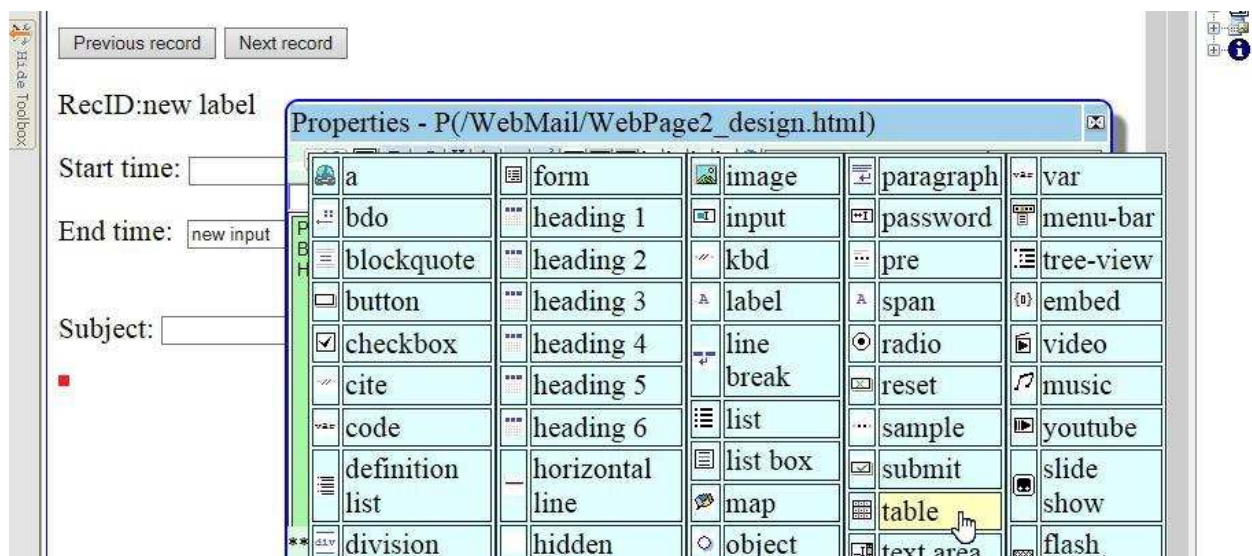 Hide Toolbox
Previous record Next record
RecID:new label
Properties - P(/WebMail/WebPage2_design.html)
Start time:
End time: new input
Subject:
a form image paragraph var
bdo heading 1 input password menu-bar
blockquote heading 2 kbd pre tree-view
button heading 3 label span embed
checkbox heading 4 line break radio video
cite heading 5 reset music
code heading 6 list sample youtube
definition list horizontal line list box submit slide show
map table
** division hidden object text area flash